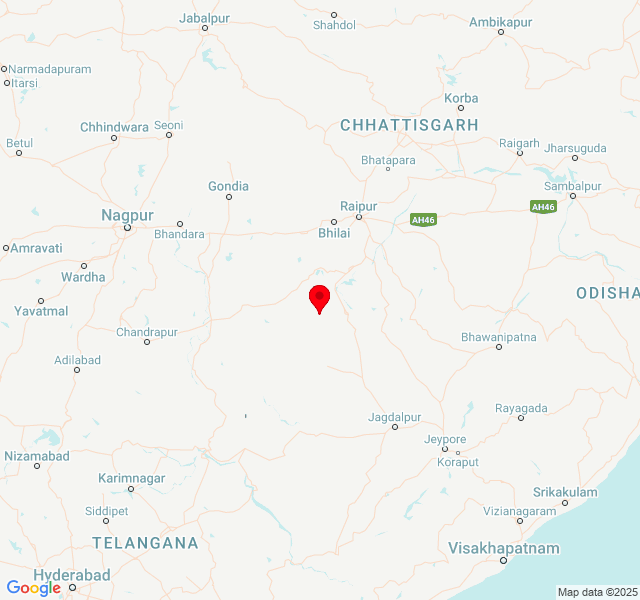 Jabalpur
Shahdol
Ambikapur
Narmadapuram
Itarsi
Korba
Chhindwara
Seoni
CHHATTISGARH
Betul
Raigarh
Jharsuguda
Bhatapara
Gondia
Sambalpur
Raipur
AH46
Nagpur
AH46
Bhandara
Bhilai
Amravati
Wardha
ODISHA
Yavatmal
Chandrapur
Bhawanipatna
Adilabad
Rayagada
Jagdalpur
Jeypore
Nizamabad
Koraput
Karimnagar
Srikakulam
Siddipet
Vizianagaram
TELANGANA
Visakhapatnam
Hyderabad
Google
Map data ©2025